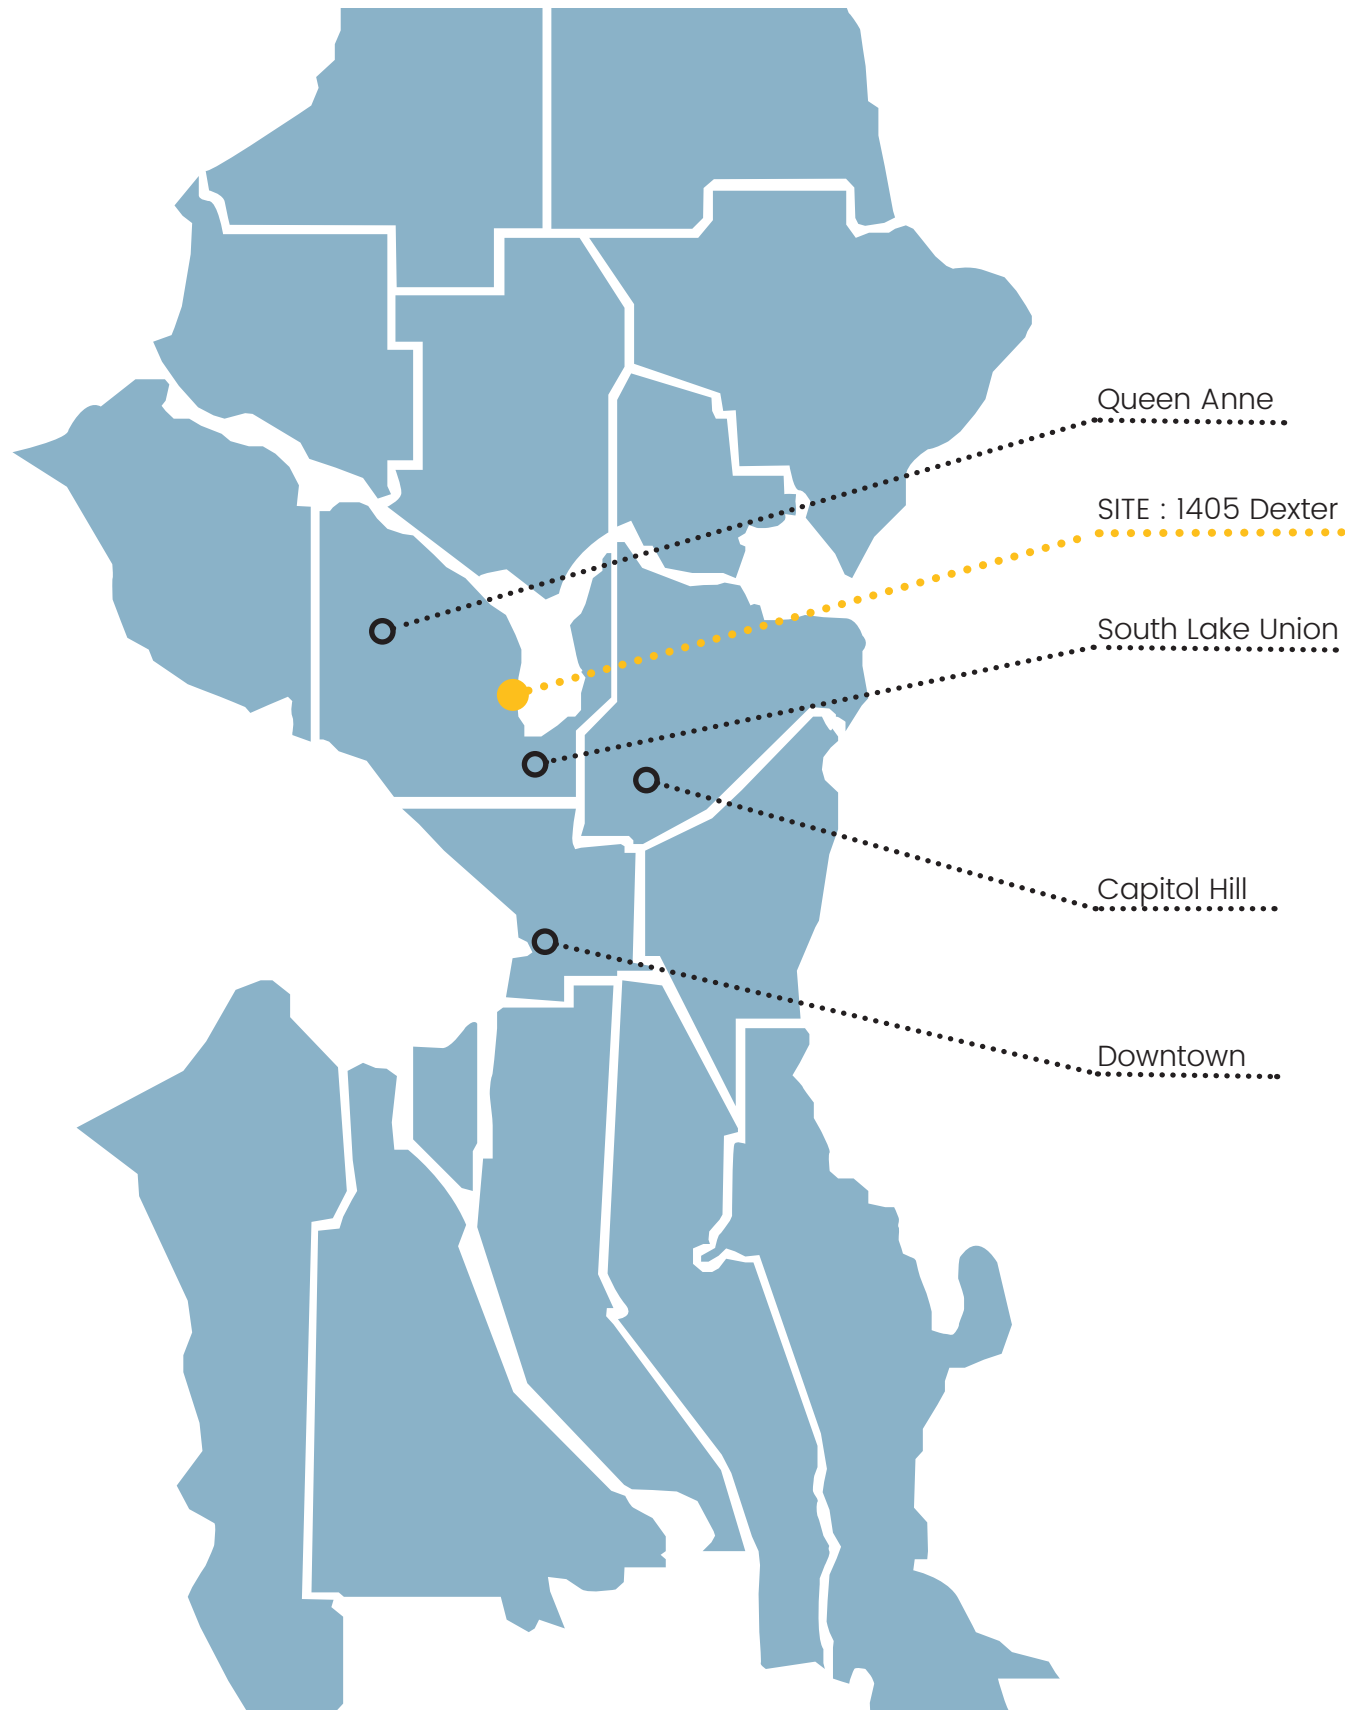 Queen Anne
SITE : 1405 Dexter
South Lake Union
Capitol Hill
Downtown